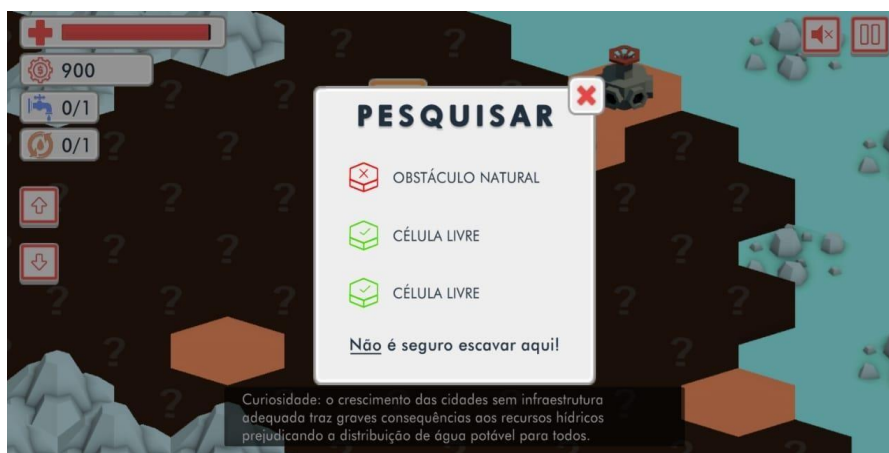 900
0/1
0/1
PESQUISAR
OBSTÁCULO NATURAL
CÉLULA LIVRE
CÉLULA LIVRE
Não é seguro escavar aqui!
Curiosidade: o crescimento das cidades sem infraestrutura
adequada traz graves consequências aos recursos hídricos
prejudicando a distribuição de água potável para todos.